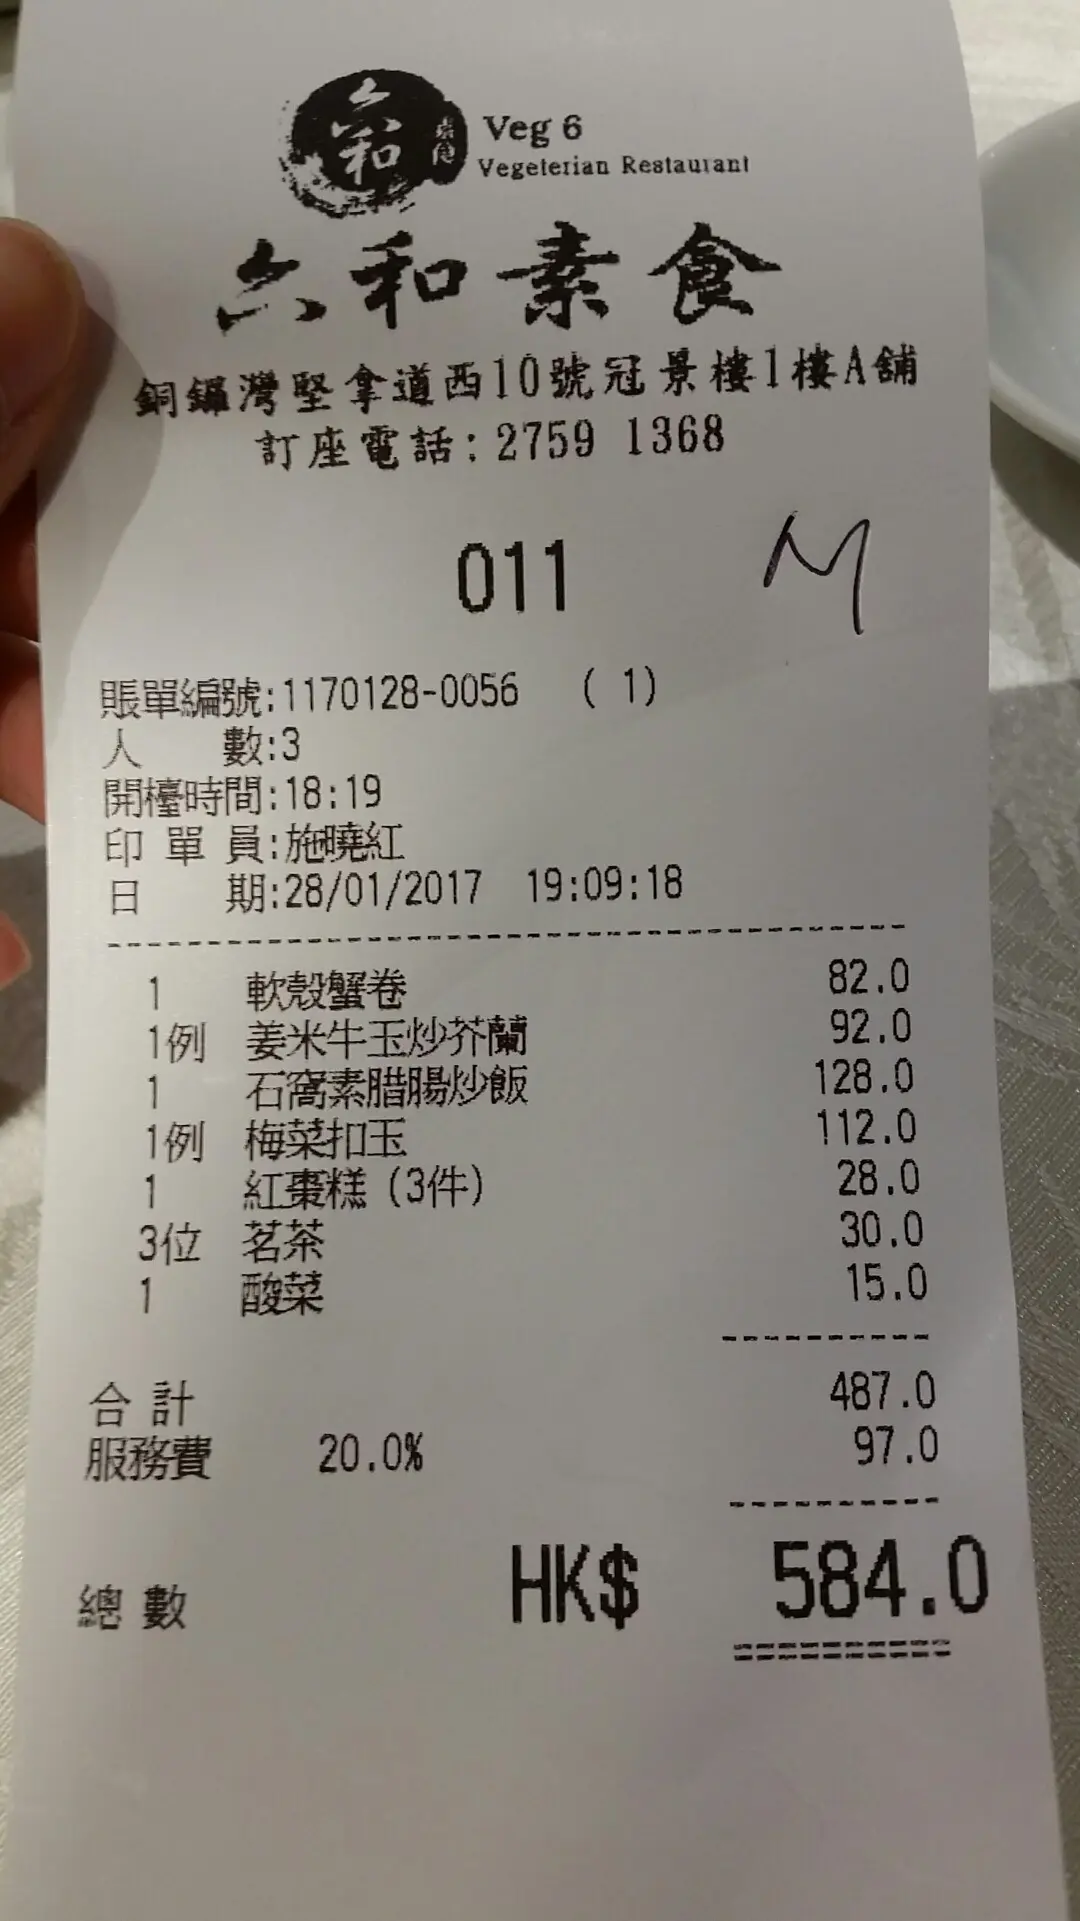 六和
素食
Veg 6
Vegeterian Restaurant
六和素食
銅鑼灣堅拿道西10號冠景樓1樓A舖
訂座電話: 2759 1368
011
賬單編號:1170128-0056 ( 1)
人 數:3
開檯時間:18:19
印 單 員:施曉紅
日 期:28/01/2017 19:09:18
1 軟殼蟹卷 82.0
1例 姜米牛玉炒芥蘭 92.0
1 石窩素腊腸炒飯 128.0
1例 梅菜扣玉 112.0
1 紅棗糕 (3件) 28.0
3位 茗茶 30.0
1 酸菜 15.0
合 計 487.0
服務費 20.0% 97.0
總 數 HK$ 584.0